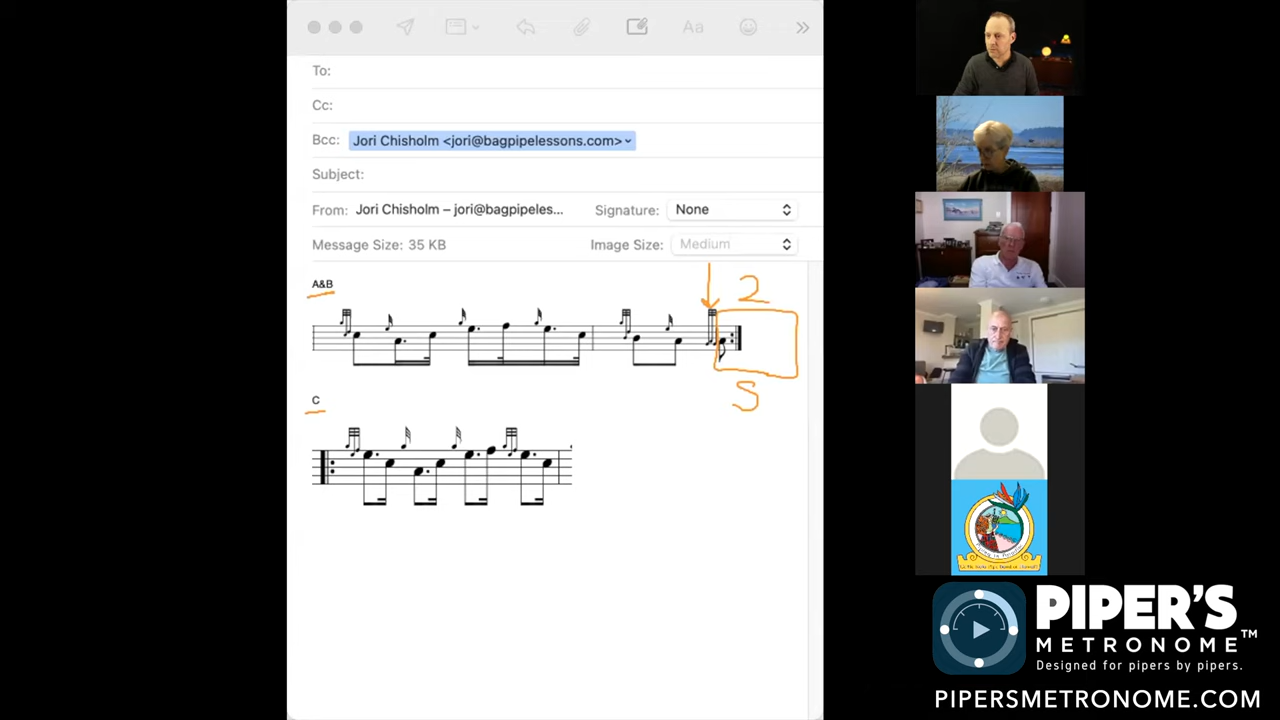 To:
Cc:
Bcc: Jori Chisholm <jori@bagpipelessons.com>
Subject:
From: Jori Chisholm – jori@bagpipeles... Signature: None
Message Size: 35 KB Image Size: Medium
A&B
2
S
C
Aa
PIPER'S
METRONOME™
Designed for pipers by pipers.
PIPERSMETRONOME.COM